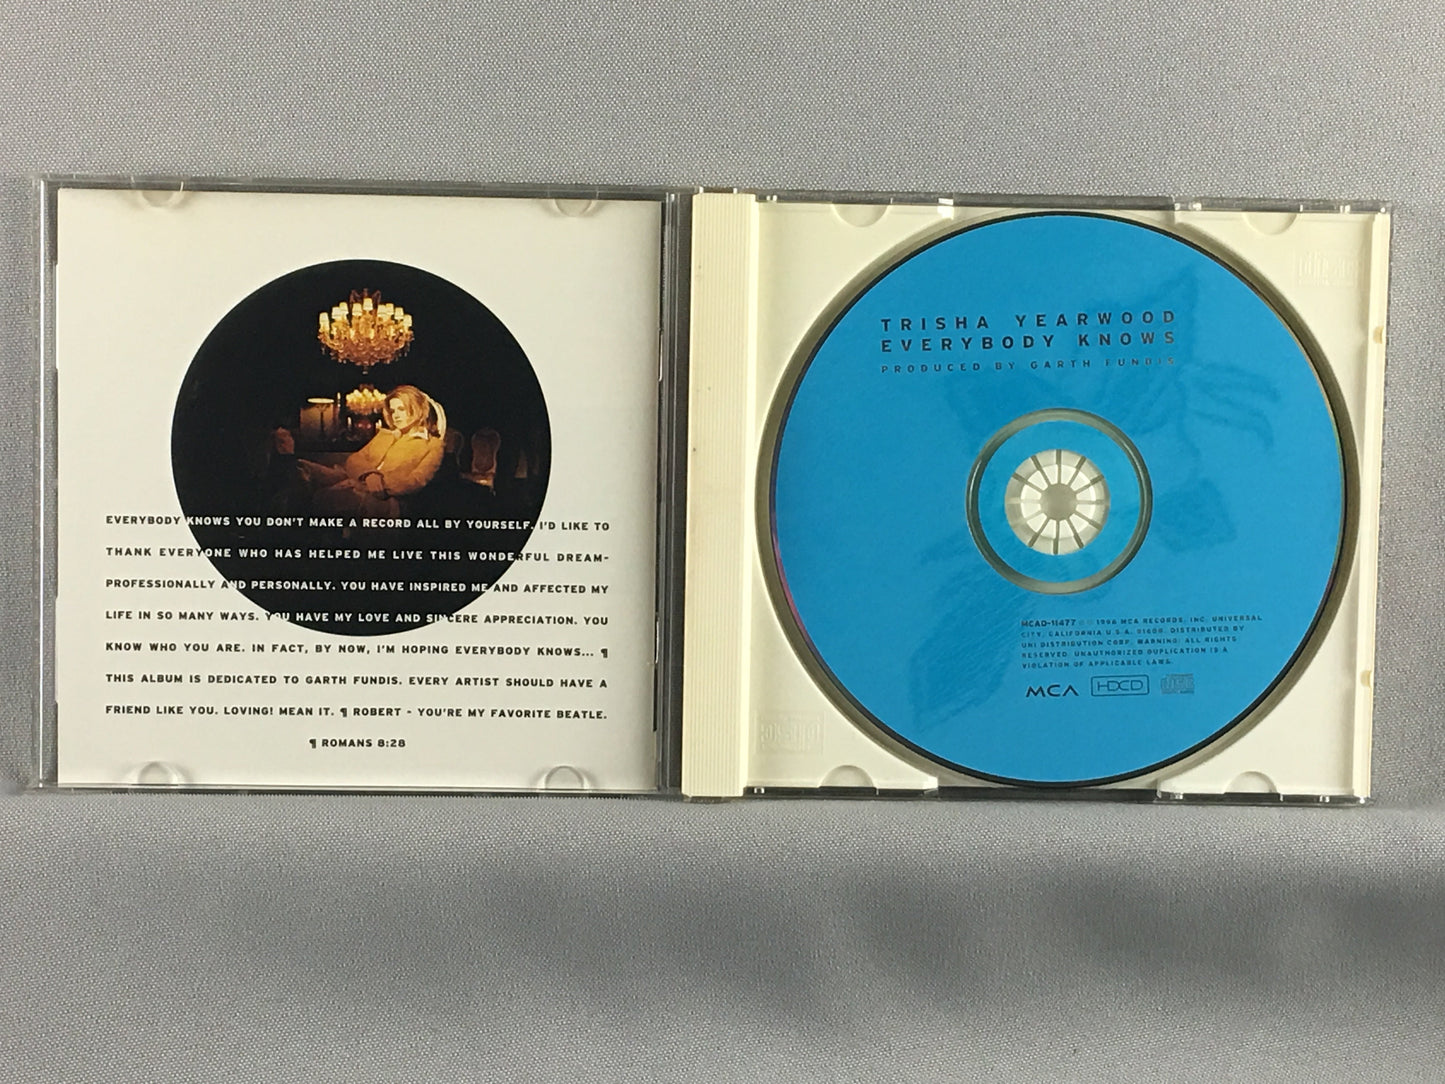 EVERYBODY KNOWS YOU DON'T MAKE A RECORD ALL BY YOURSELF. I'D LIKE TO
THANK EVERYONE WHO HAS HELPED ME LIVE THIS WONDERFUL DREAM-
PROFESSIONALLY AND PERSONALLY. YOU HAVE INSPIRED ME AND AFFECTED MY
LIFE IN SO MANY WAYS. YOU HAVE MY LOVE AND SINCERE APPRECIATION. YOU
KNOW WHO YOU ARE. IN FACT, BY NOW, I'M HOPING EVERYBODY KNOWS... ¶
THIS ALBUM IS DEDICATED TO GARTH FUNDIS. EVERY ARTIST SHOULD HAVE A
FRIEND LIKE YOU. LOVING! MEAN IT. ¶ ROBERT - YOU'RE MY FAVORITE BEATLE.
¶ ROMANS 8:28
TRISHA YEARWOOD
EVERYBODY KNOWS
PRODUCED BY GARTH FUNDIS
MCAD-11477 1996 MCA RECORDS, INC. UNIVERSAL
CITY, CALIFORNIA U.S.A. 91608. DISTRIBUTED BY
UNI DISTRIBUTION CORP. WARNING: ALL RIGHTS
RESERVED. UNAUTHORIZED DUPLICATION IS A
VIOLATION OF APPLICABLE LAWS.
MCA HDCD